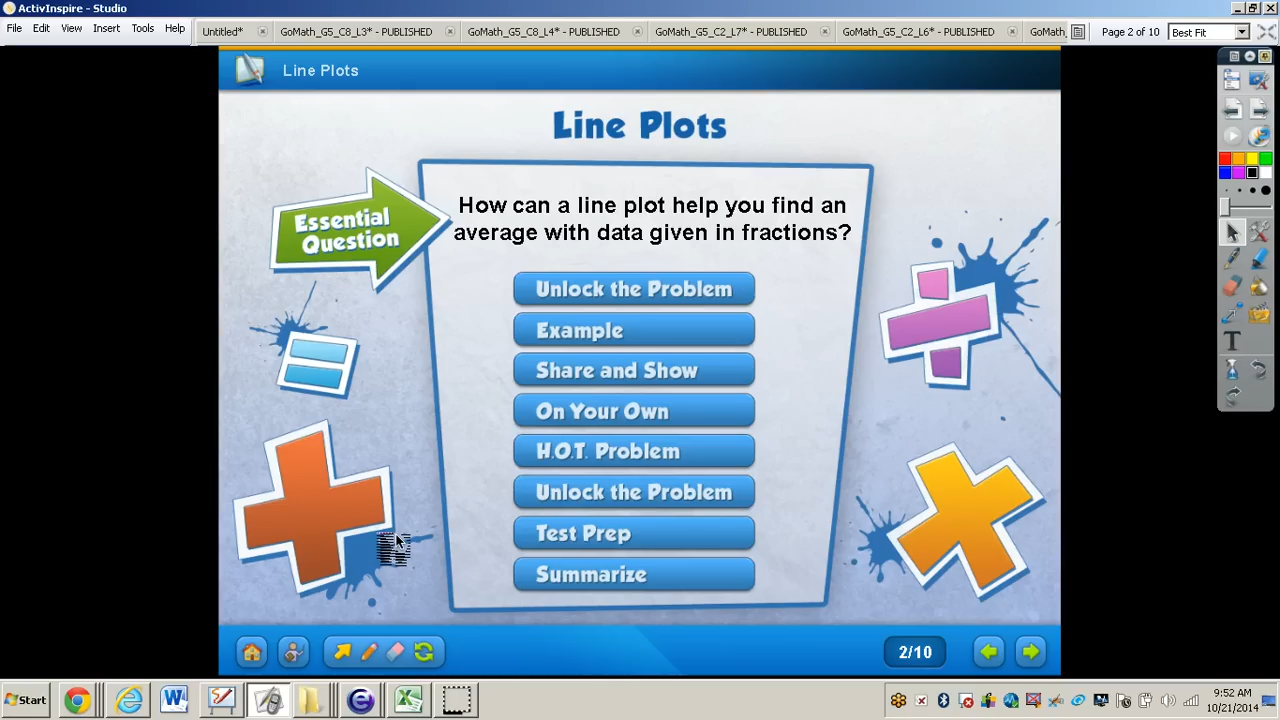 ActivInspire - Studio
File Edit View Insert Tools Help
Untitled*
GoMath_G5_C8_L3* - PUBLISHED
- PUBLISHED
GoMath_G5_C2_L7* - PUBLISHED
GoMath_G5_C2_L6* - PUBLISHED
Page 2 of 10
Best Fit
Line Plots
Line Plots
Essential
Question
How can a line plot help you find an
average with data given in fractions?
Unlock the Problem
Example
Share and Show
On Your Own
H.O.T. Problem
Unlock the Problem
Test Prep
Summarize
2/10
Start
9:52 AM
10/21/2014